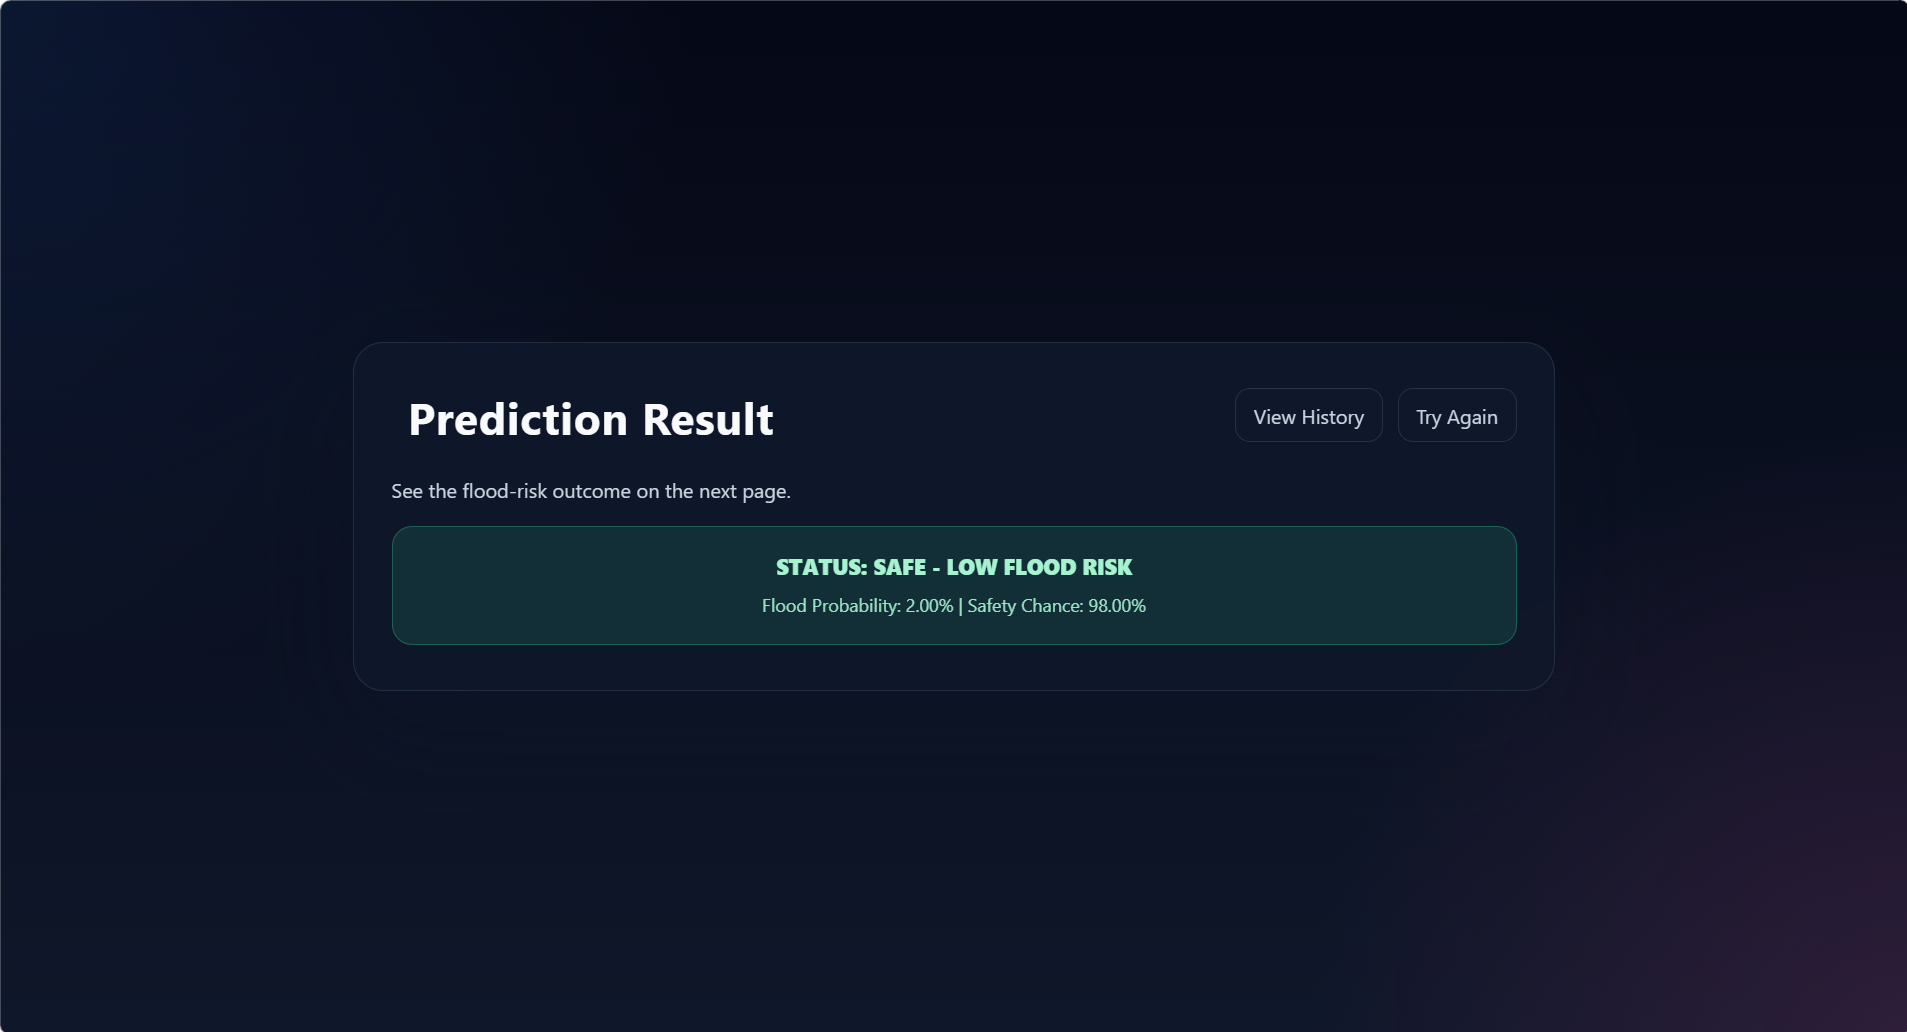 Prediction Result
View History
Try Again
See the flood-risk outcome on the next page.
STATUS: SAFE - LOW FLOOD RISK
Flood Probability: 2.00% | Safety Chance: 98.00%